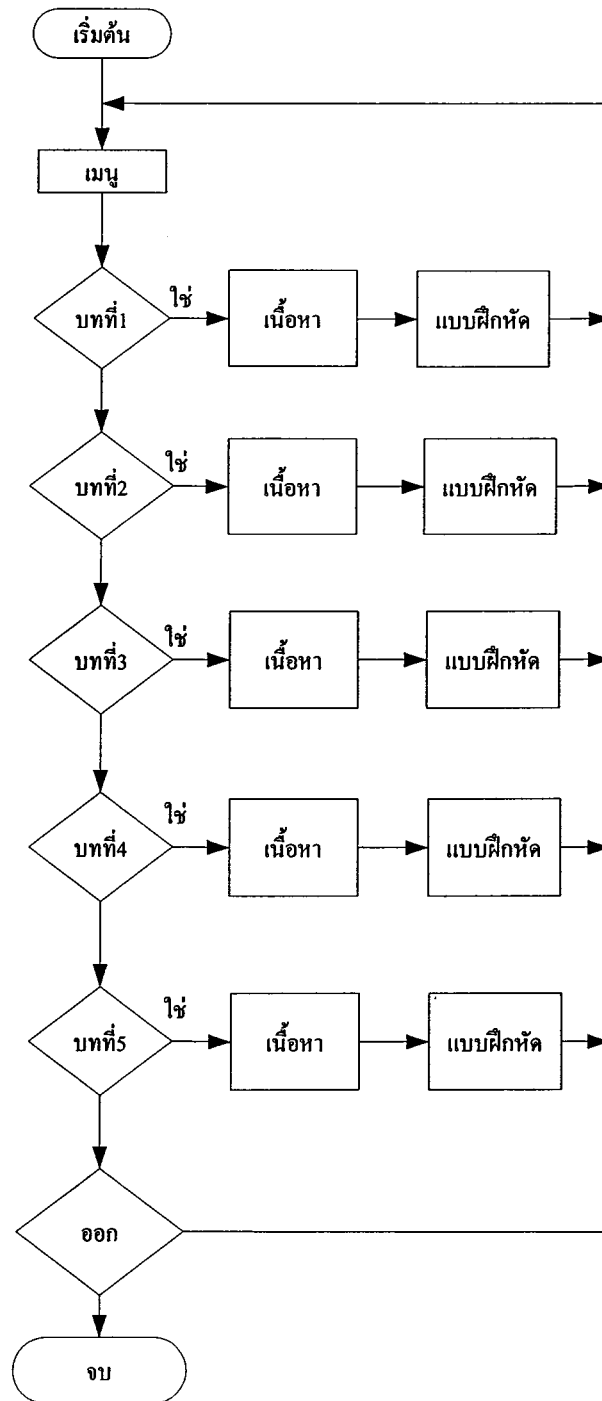 เริ่มต้น
เมนู
บทที่1
ใช่
เนื้อหา
แบบฝึกหัด
บทที่2
ใช่
เนื้อหา
แบบฝึกหัด
บทที่3
ใช่
เนื้อหา
แบบฝึกหัด
บทที่4
ใช่
เนื้อหา
แบบฝึกหัด
บทที่5
ใช่
เนื้อหา
แบบฝึกหัด
ออก
จบ